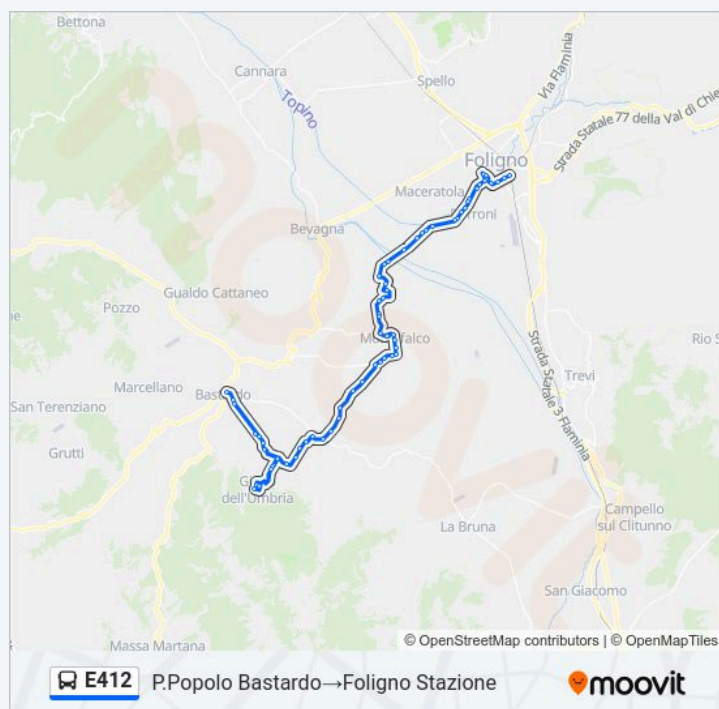 Bettona
Cannara
Spello
Via Flaminia
Topino
Strada Statale 77 della Val di Chie
Foligno
Maceratola
Bevagna
Gualdo Cattaneo
Pozzo
Marcellano
Bastardo
San Terenziano
Grutti
Trevi
Rio S
Strada Statale 3 Flaminia
dell'Umbria
La Bruna
Campello
sul Clitunno
San Giacomo
Massa Martana
© OpenStreetMap contributors | © OpenMapTiles
E412 P.Popolo Bastardo→Foligno Stazione
moovit